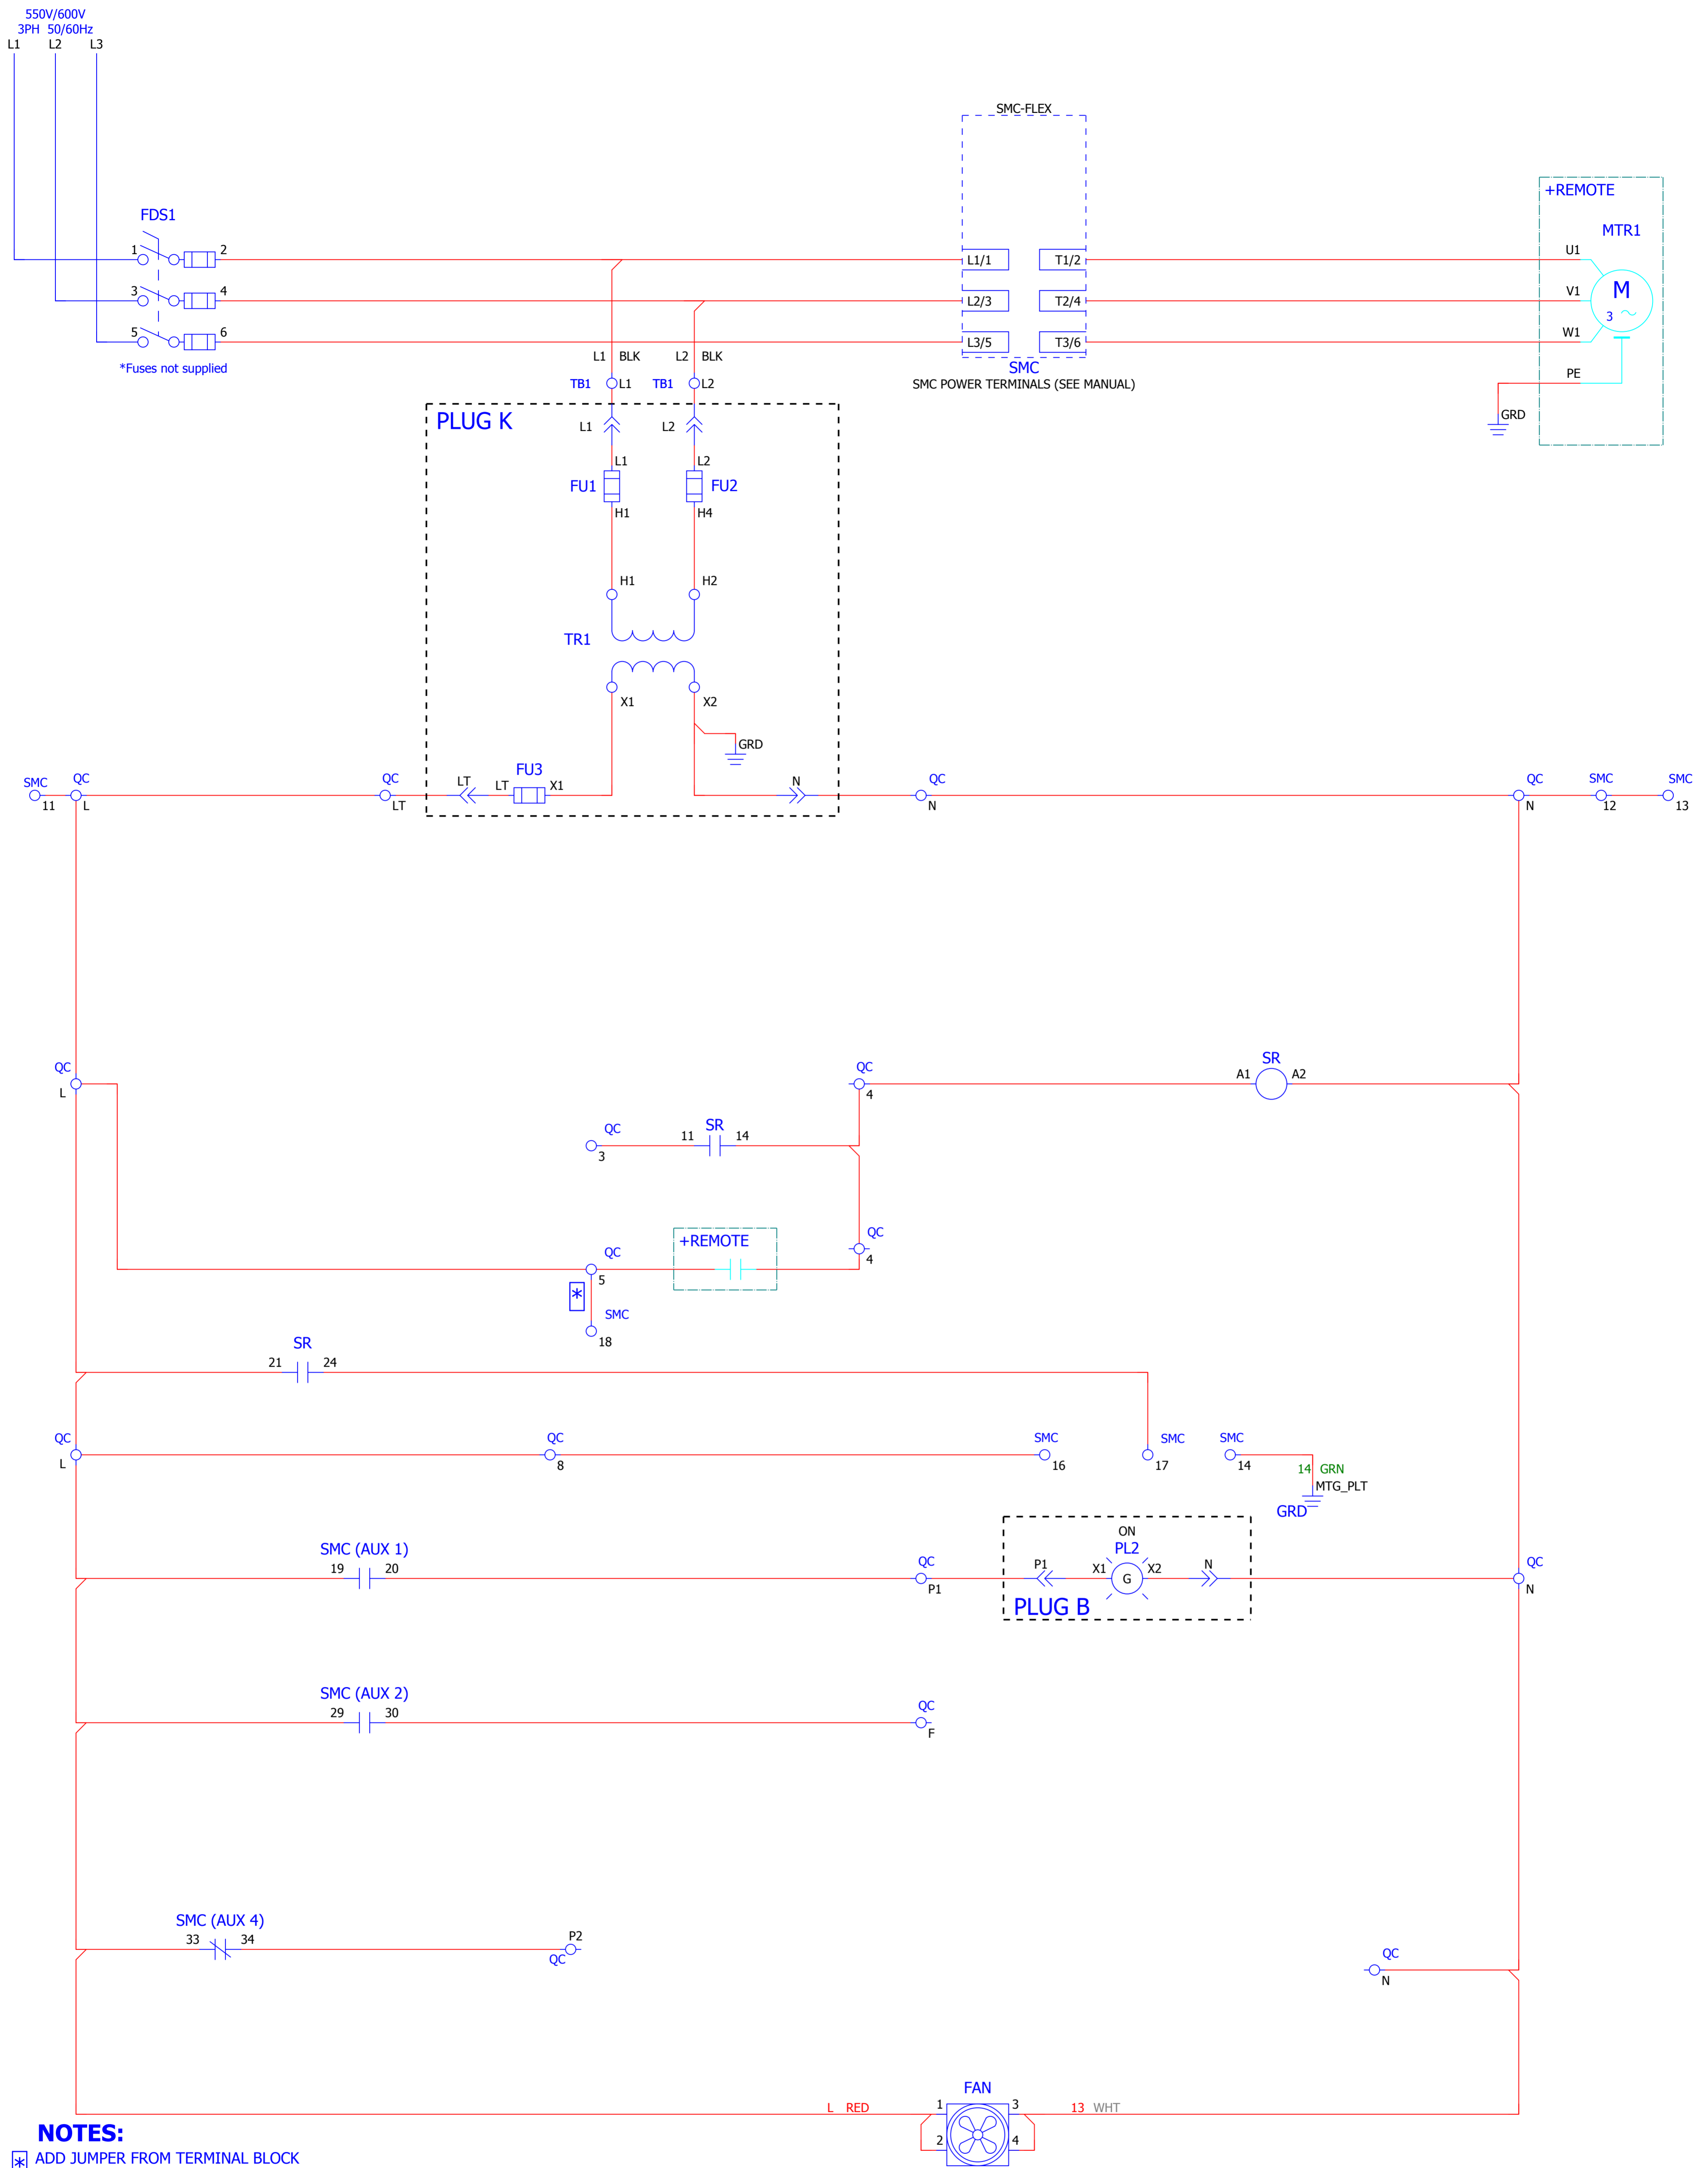 550V/600V
3PH 50/60Hz
L1 L2 L3
SMC-FLEX
+REMOTE
FDS1
MTR1
1 2 L1/1 T1/2 U1
3 4 L2/3 T2/4 V1 M
3
5 6 L3/5 T3/6 W1
*Fuses not supplied
L1 BLK L2 BLK
SMC
SMC POWER TERMINALS (SEE MANUAL)
PE
TB1 L1 TB1 L2
GRD
PLUG K
L1 L2
L1 L2
FU1 FU2
H1 H4
H1 H2
TR1
X1 X2
GRD
FU3
SMC QC QC LT LT X1 N QC QC SMC SMC
11 L LT N N 12 13
QC QC SR
L 4 A1 A2
QC SR
3 11 14
QC +REMOTE QC
5 4
*
SMC
18
SR
21 24
QC QC SMC SMC SMC
L 8 16 17 14
14 GRN
MTG_PLT
GRD
ON
SMC (AUX 1) PL2
19 20 QC P1 X1 G X2 N QC
P1 N
PLUG B
SMC (AUX 2)
29 30 QC
F
SMC (AUX 4)
33 34 P2
QC
QC
N
FAN
L RED 1 3 13 WHT
2 4
NOTES:
* ADD JUMPER FROM TERMINAL BLOCK